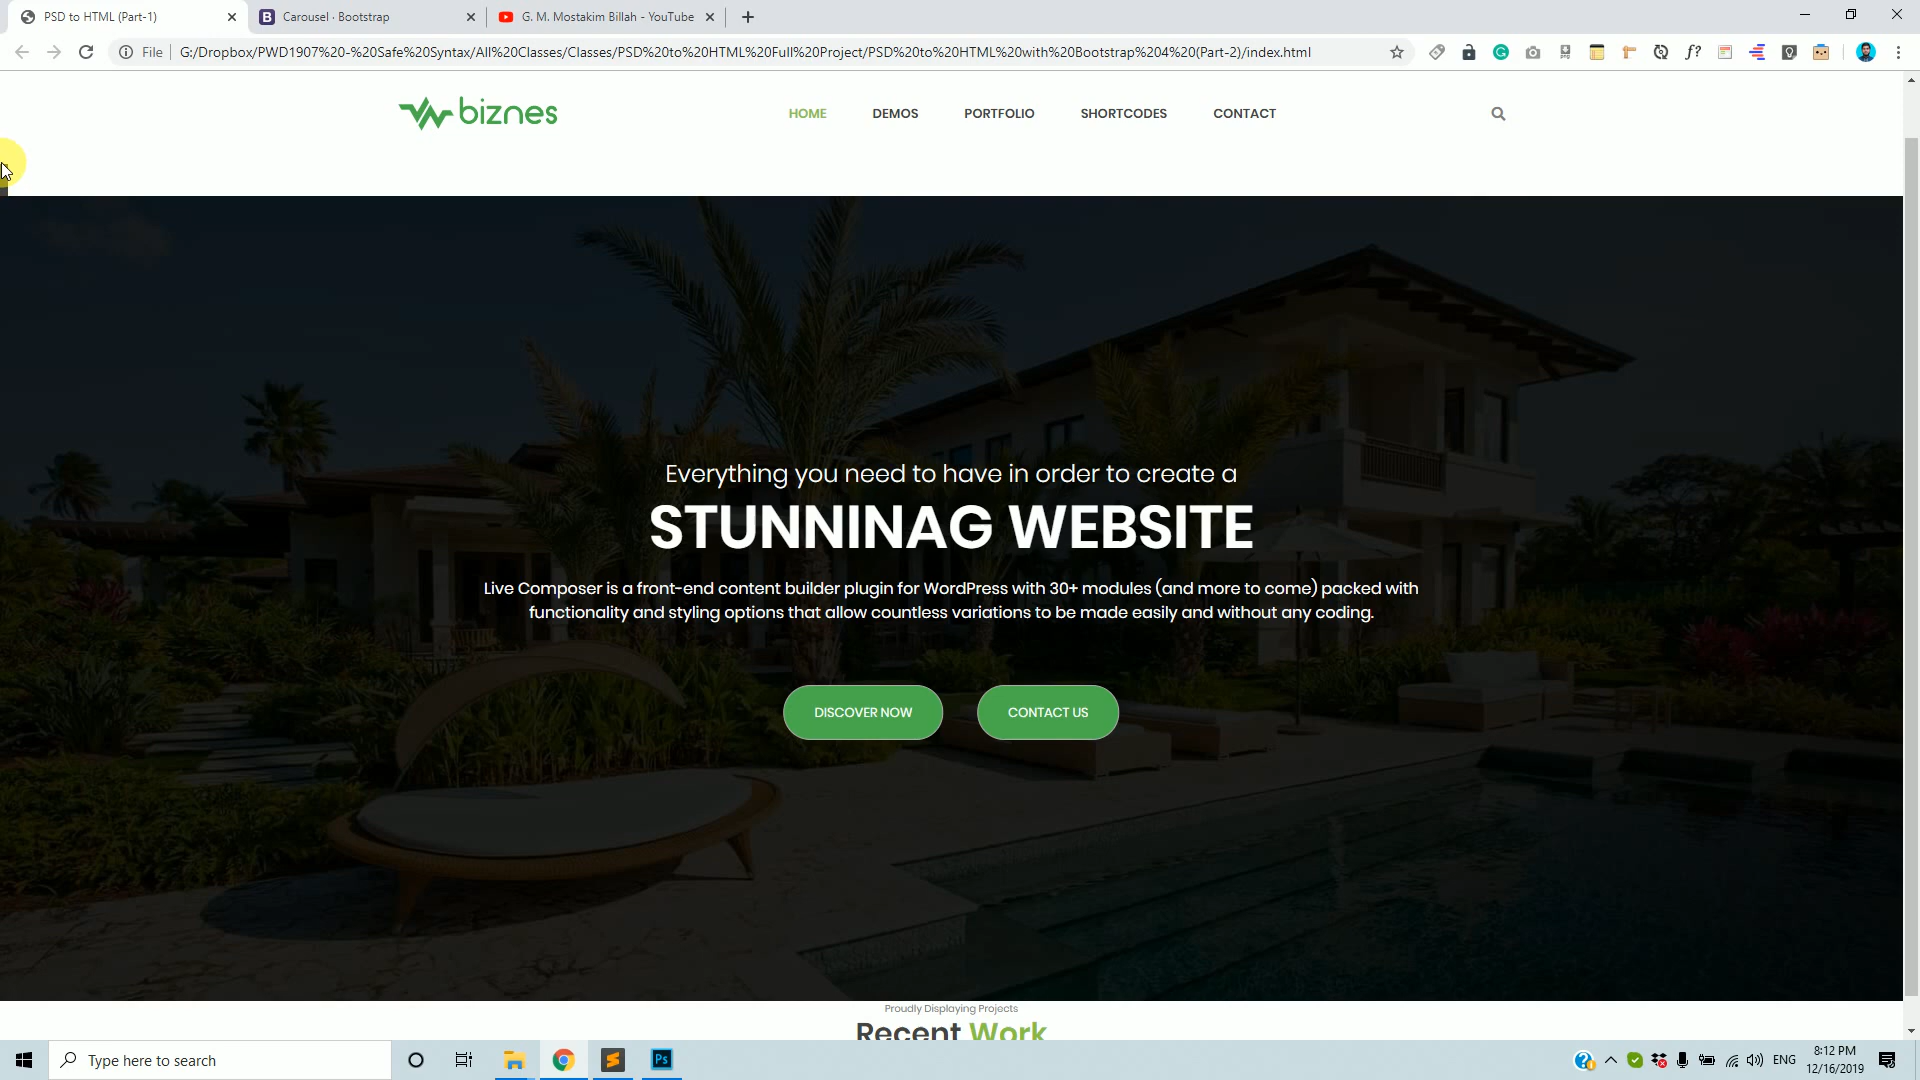 PSD to HTML (Part-1)
Carousel · Bootstrap
G. M. Mostakim Billah - YouTube
File
G:/Dropbox/PWD1907%20-%20Safe%20Syntax/All%20Classes/Classes/PSD%20to%20HTML%20Full%20Project/PSD%20to%20HTML%20with%20Bootstrap%204%20(Part-2)/index.html
f?
biznes
HOME
DEMOS
PORTFOLIO
SHORTCODES
CONTACT
Everything you need to have in order to create a
STUNNINAG WEBSITE
Live Composer is a front-end content builder plugin for WordPress with 30+ modules (and more to come) packed with
functionality and styling options that allow countless variations to be made easily and without any coding.
DISCOVER NOW
CONTACT US
Proudly Displaying Projects
Recent Work
Type here to search
Ps
ENG
8:12 PM
12/16/2019